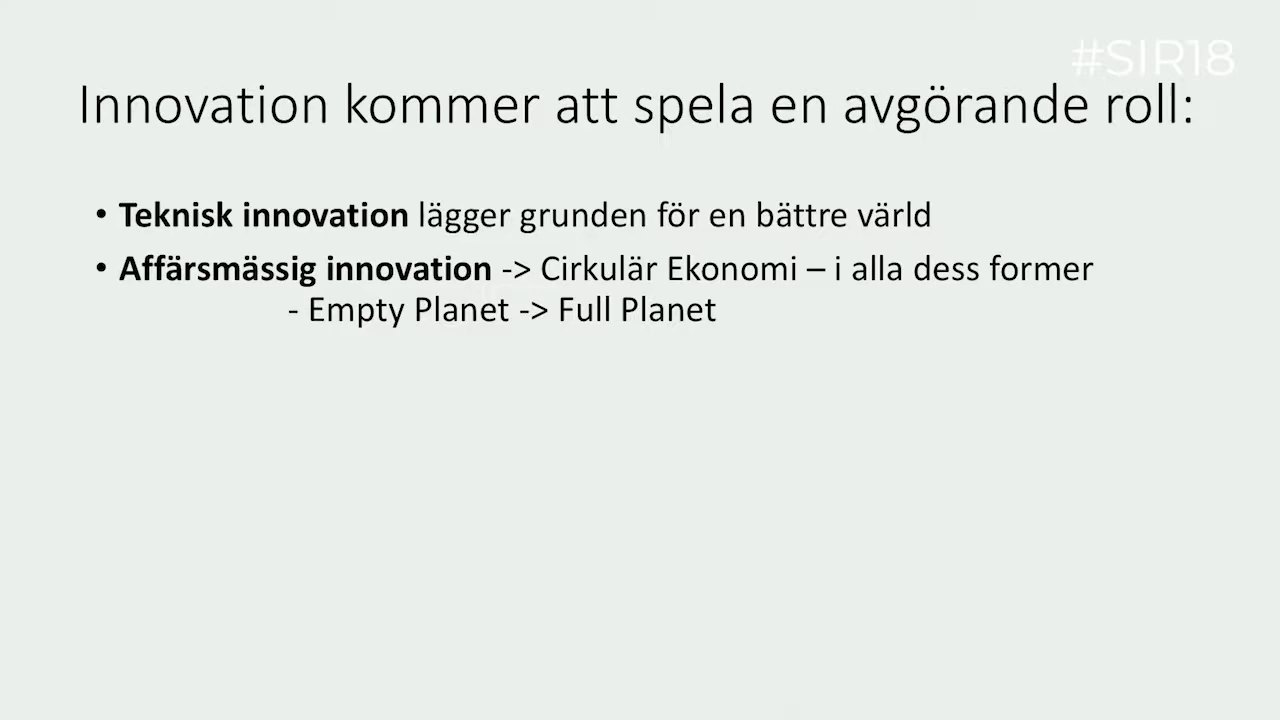 #SIR18
Innovation kommer att spela en avgörande roll:
• Teknisk innovation lägger grunden för en bättre värld
• Affärsmässig innovation -> Cirkulär Ekonomi – i alla dess former
- Empty Planet -> Full Planet